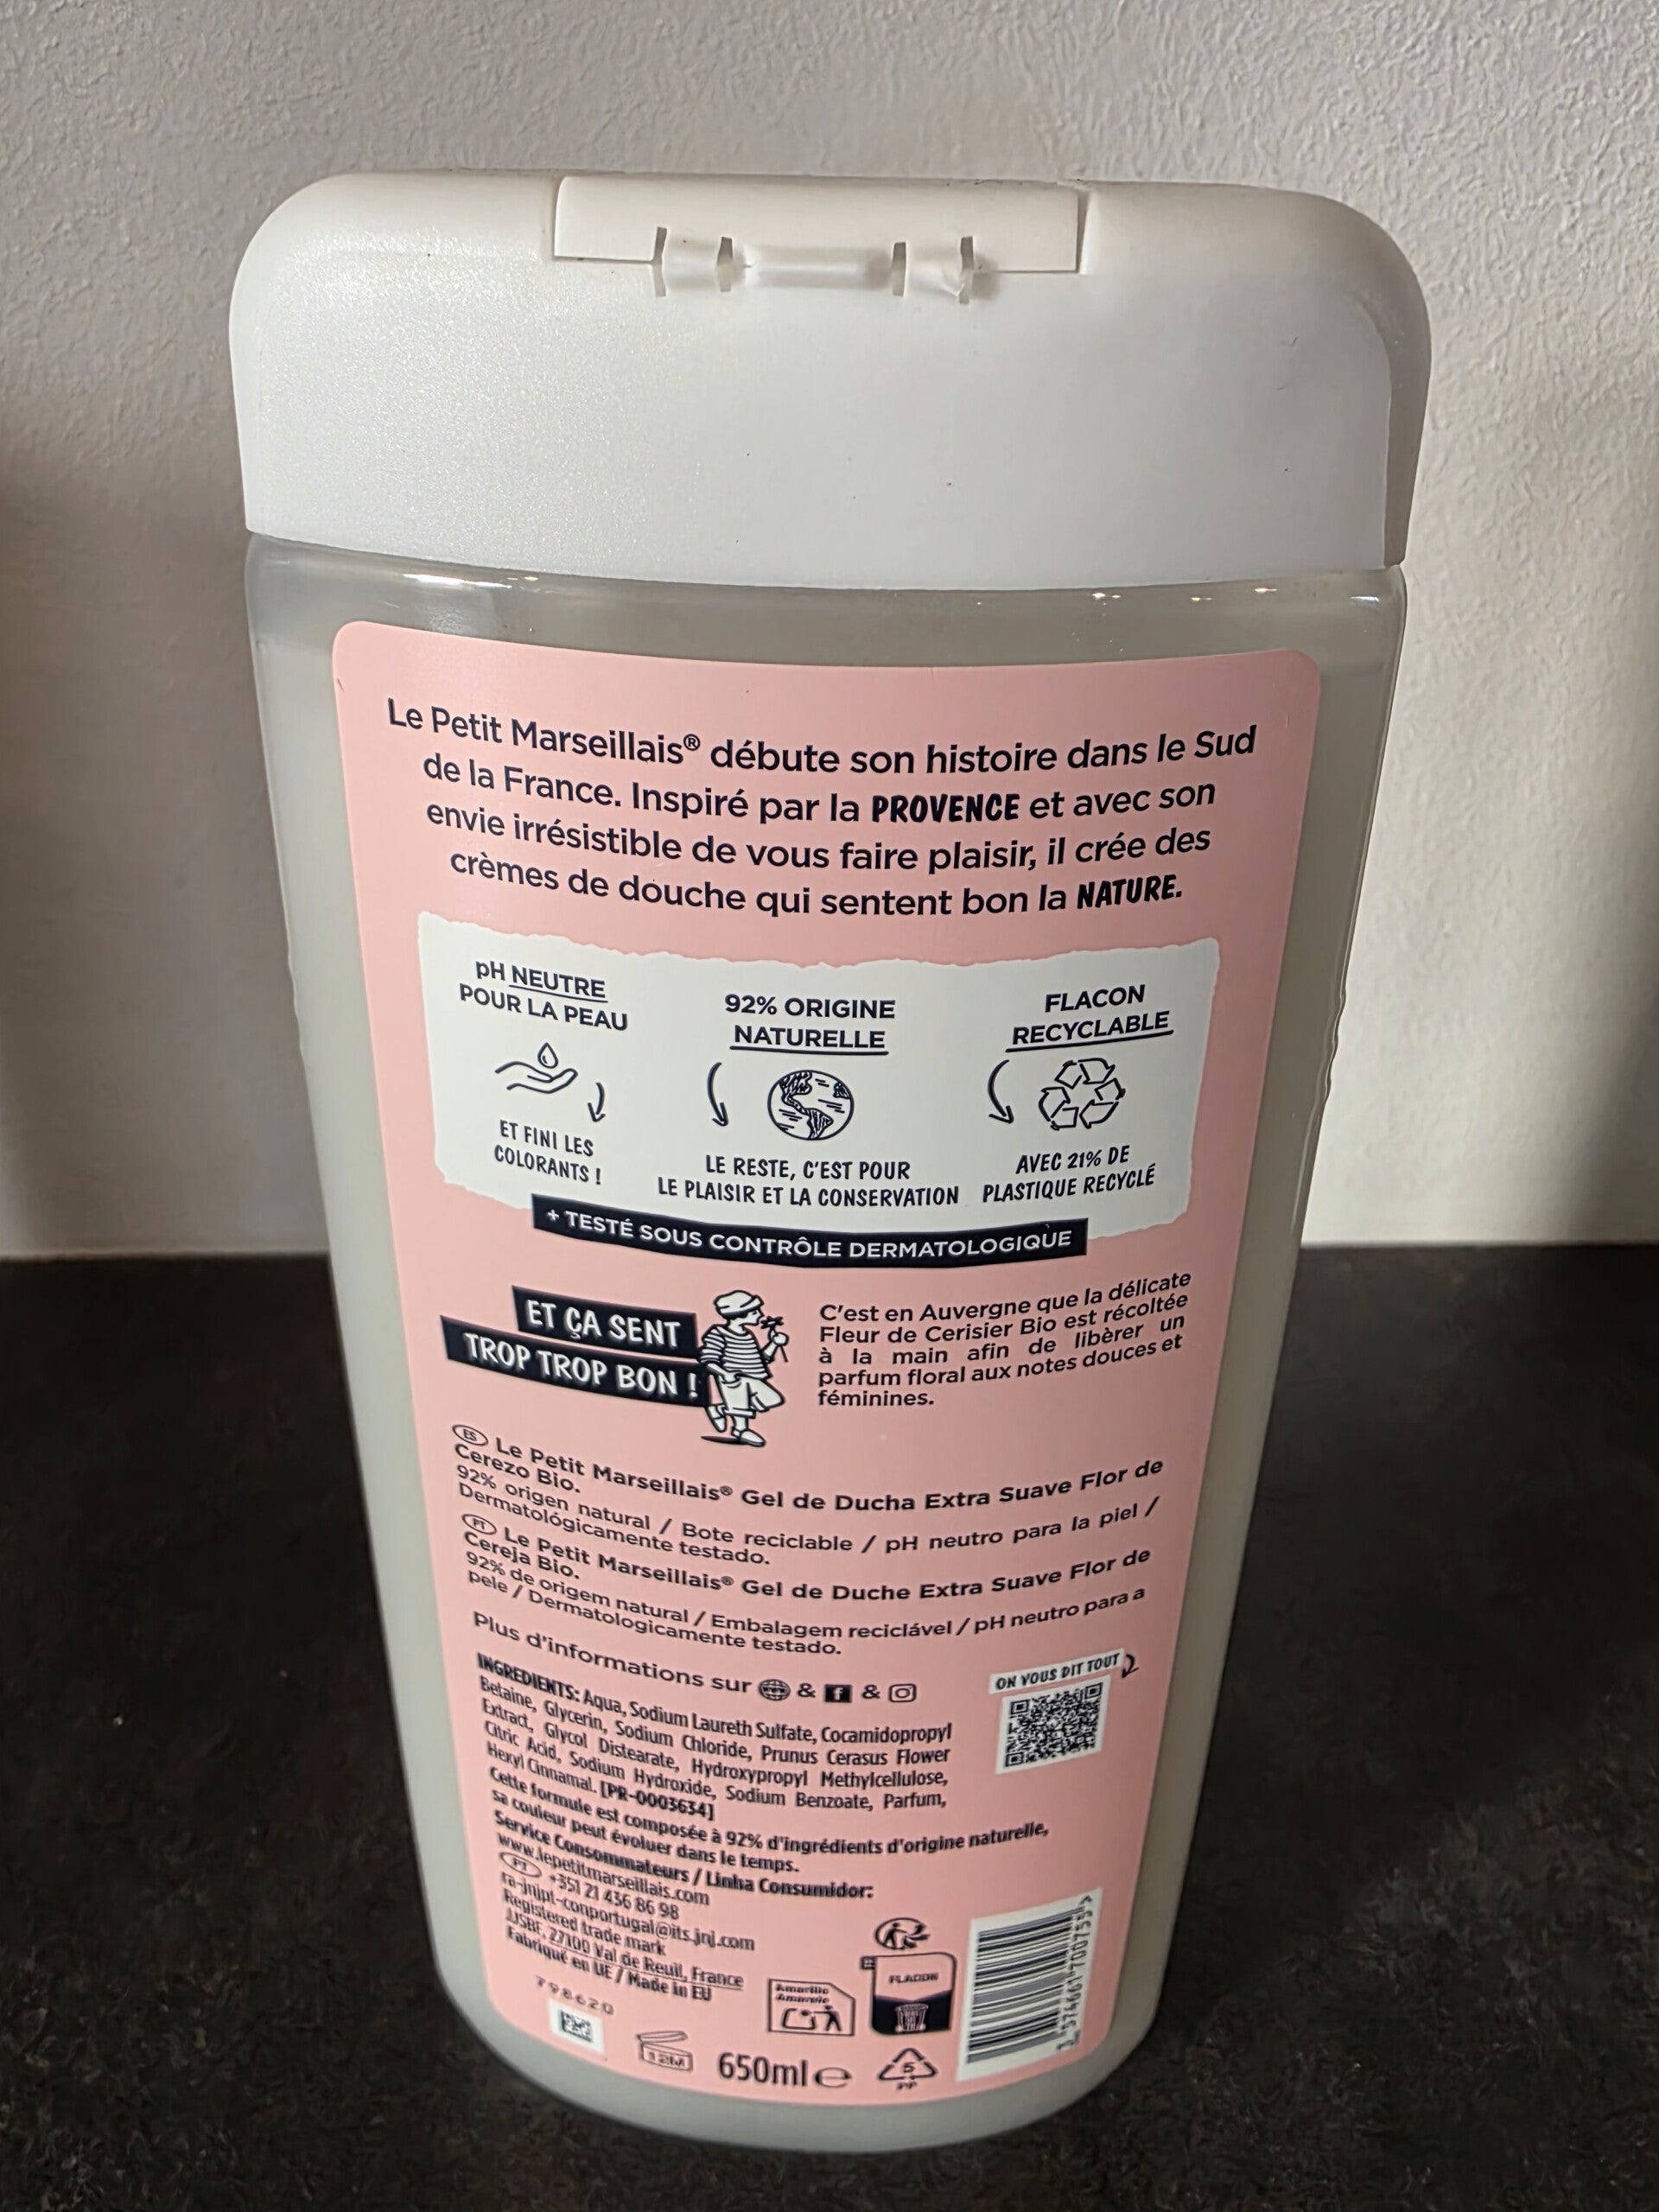 Le Petit Marseillais® débute son histoire dans le Sud
de la France. Inspiré par la PROVENCE et avec son
envie irrésistible de vous faire plaisir, il crée des
crèmes de douche qui sentent bon la NATURE.
pH NEUTRE
POUR LA PEAU
ET FINI LES
COLORANTS !
92% ORIGINE
NATURELLE
LE RESTE, C'EST POUR
LE PLAISIR ET LA CONSERVATION
FLACON
RECYCLABLE
AVEC 21% DE
PLASTIQUE RECYCLÉ
+ TESTÉ SOUS CONTRÔLE DERMATOLOGIQUE
ET ÇA SENT
TROP TROP BON !
C'est en Auvergne que la délicate
Fleur de Cerisier Bio est récoltée
à la main afin de libèrer un
parfum floral aux notes douces et
féminines.
ES Le Petit Marseillais® Gel de Ducha Extra Suave Flor de
Cerezo Bio.
92% origen natural / Bote reciclable / pH neutro para la piel /
Dermatológicamente testado.
PT Le Petit Marseillais® Gel de Duche Extra Suave Flor de
Cereja Bio.
92% de origem natural / Embalagem reciclável / pH neutro para a
pele / Dermatologicamente testado.
Plus d'informations sur & f &
ON VOUS DIT TOUT
INGREDIENTS: Aqua, Sodium Laureth Sulfate, Cocamidopropyl
Betaine, Glycerin, Sodium Chloride, Prunus Cerasus Flower
Extract, Glycol Distearate, Hydroxypropyl Methylcellulose,
Citric Acid, Sodium Hydroxide, Sodium Benzoate, Parfum,
Hexyl Cinnamal. [PR-0003634]
Cette formule est composée à 92% d'ingrédients d'origine naturelle,
sa couleur peut évoluer dans le temps.
Service Consommateurs / Linha Consumidor:
www.lepetitmarseillais.com
PT +351 21 436 86 98
ra-jnjpt-conportugal@its.jnj.com
Registered trade mark
JJSBF, 27100 Val de Reuil, France
Fabriqué en UE / Made in EU
798620
12M
650ml e
Amarillo
Amarelo
FLACON
5
PP
3 574661 700755